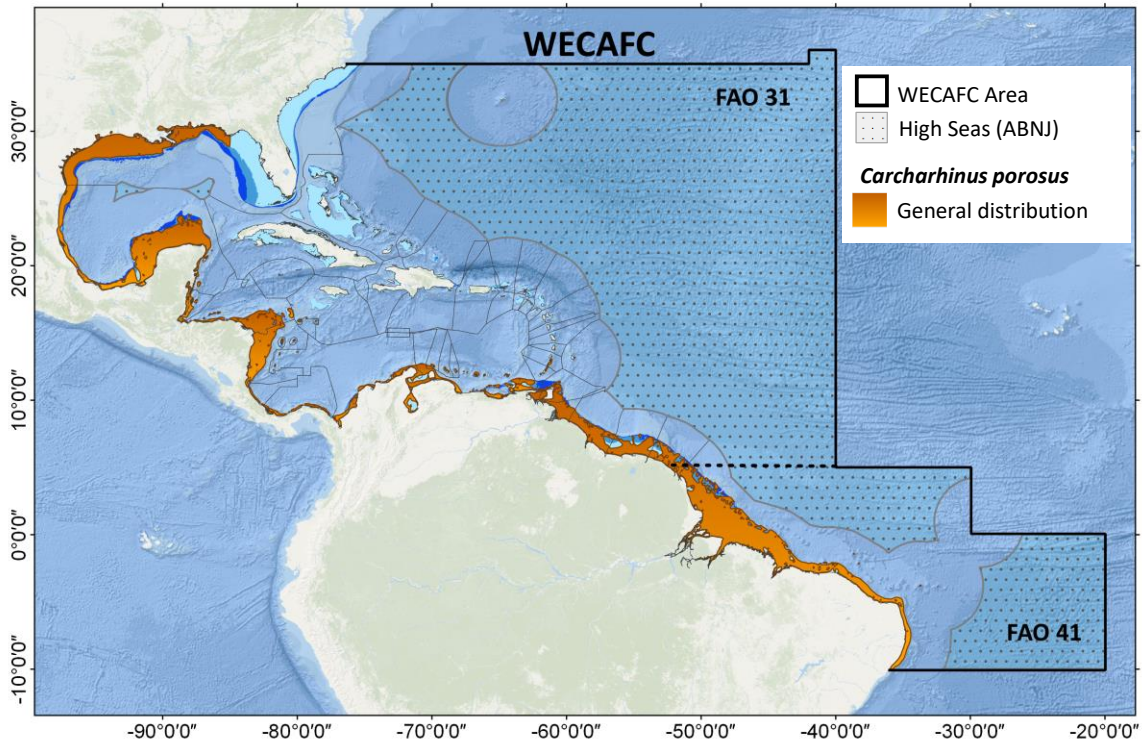 WECAFC
FAO 31
WECAFC Area
High Seas (ABNJ)
Carcharhinus porosus
General distribution
FAO 41
30°0'0"
20°0'0"
10°0'0"
0°0'0"
-10°0'0"
-90°0'0"
-80°0'0"
-70°0'0"
-60°0'0"
-50°0'0"
-40°0'0"
-30°0'0"
-20°0'0"